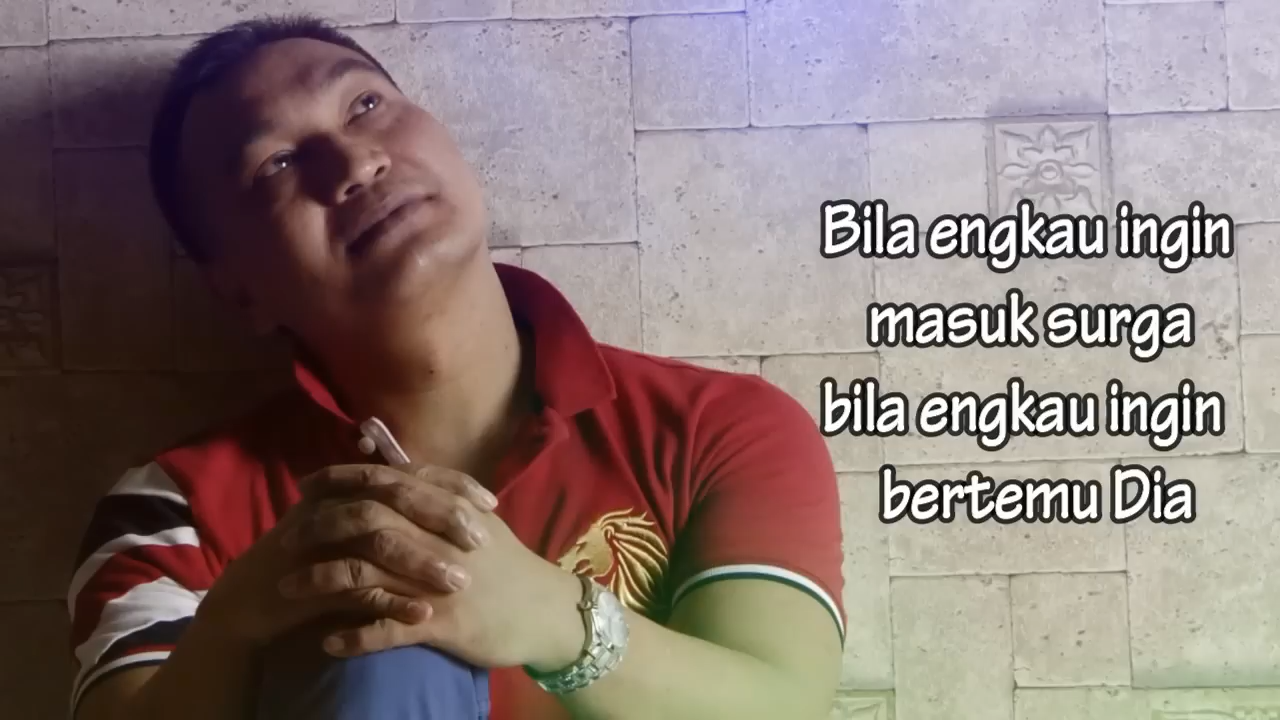 Bila engkau ingin
masuk surga
bila engkau ingin
bertemu Dia